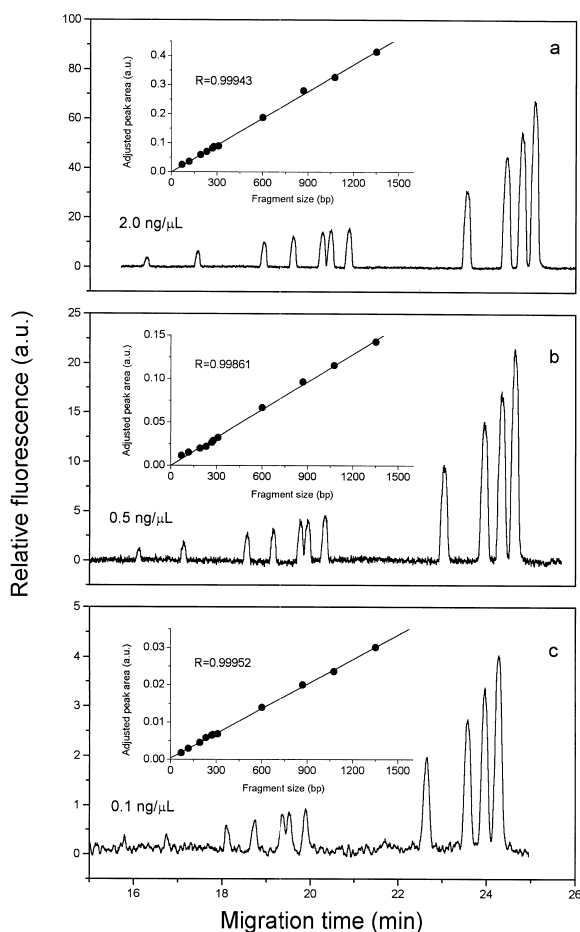 Relative fluorescence (a.u.)
100
80
60
40
20
0
a
2.0 ng/µL
Adjusted peak area (a.u.)
0.4
0.3
0.2
0.1
0.0
R=0.99943
0 300 600 900 1200 1500
Fragment size (bp)
25
20
15
10
5
0
b
0.5 ng/µL
Adjusted peak area (a.u.)
0.15
0.10
0.05
0.00
R=0.99861
0 300 600 900 1200 1500
Fragment size (bp)
5
4
3
2
1
0
c
0.1 ng/µL
Adjusted peak area (a.u.)
0.03
0.02
0.01
0.00
R=0.99952
0 300 600 900 1200 1500
Fragment size (bp)
16 18 20 22 24 26
Migration time (min)